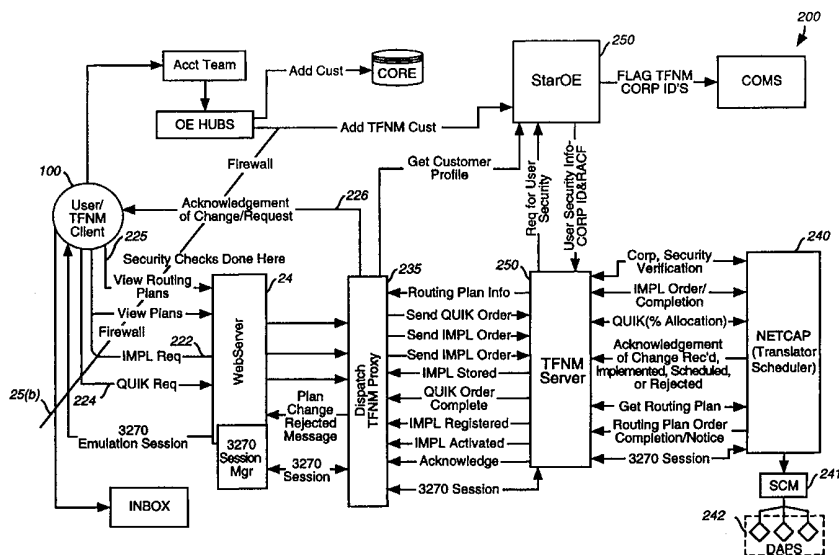 200
250
Acct Team
Add Cust
CORE
StarOE
FLAG TFNM
CORP ID'S
COMS
OE HUBS
Add TFNM Cust
Firewall
Get Customer
Profile
Req for User
Security
User Security Info-
CORP ID&RACF
100
User/
TFNM
Client
Acknowledgement
of Change/Request
226
225
Security Checks Done Here
View Routing
Plans
View Plans
Firewall
IMPL Req
222
QUIK Req
224
25(b)
3270
Emulation Session
INBOX
24
WebServer
3270
Session
Mgr
Plan
Change
Rejected
Message
3270
Session
235
Dispatch
TFNM Proxy
Routing Plan Info
Send QUIK Order
Send IMPL Order
Send IMPL Order
IMPL Stored
QUIK Order
Complete
IMPL Registered
IMPL Activated
Acknowledge
3270 Session
250
TFNM
Server
Corp, Security
Verification
IMPL Order/
Completion
QUIK(% Allocation)
Acknowledgement
of Change Rec'd,
Implemented, Scheduled,
or Rejected
Get Routing Plan
Routing Plan Order
Completion/Notice
3270 Session
240
NETCAP
(Translator
Scheduler)
SCM
241
242
DAPS